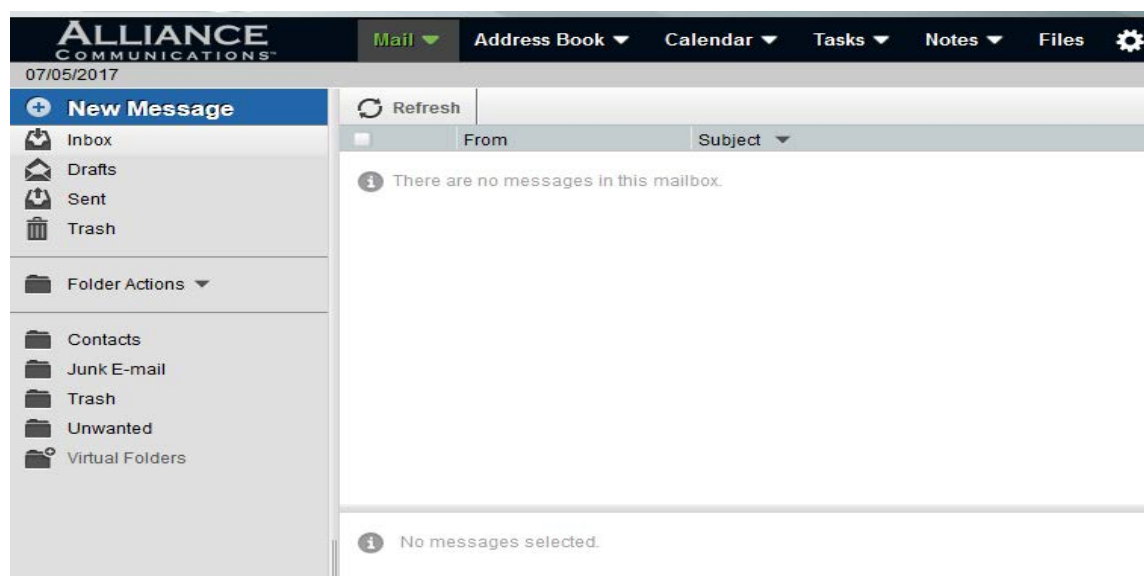 ALLIANCE
COMMUNICATIONS™
Mail Address Book Calendar Tasks Notes Files
07/05/2017
New Message
Inbox
Drafts
Sent
Trash
Folder Actions
Contacts
Junk E-mail
Trash
Unwanted
Virtual Folders
Refresh
From Subject
There are no messages in this mailbox.
No messages selected.